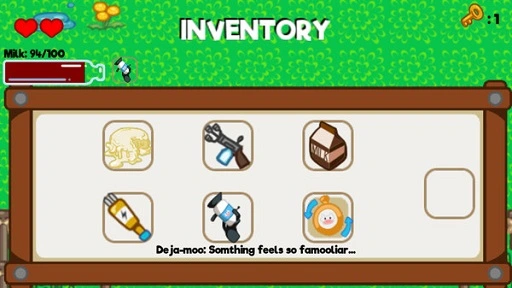 INVENTORY
: 1
Milk: 94/100
MILK
Deja-moo: Somthing feels so famooliar...